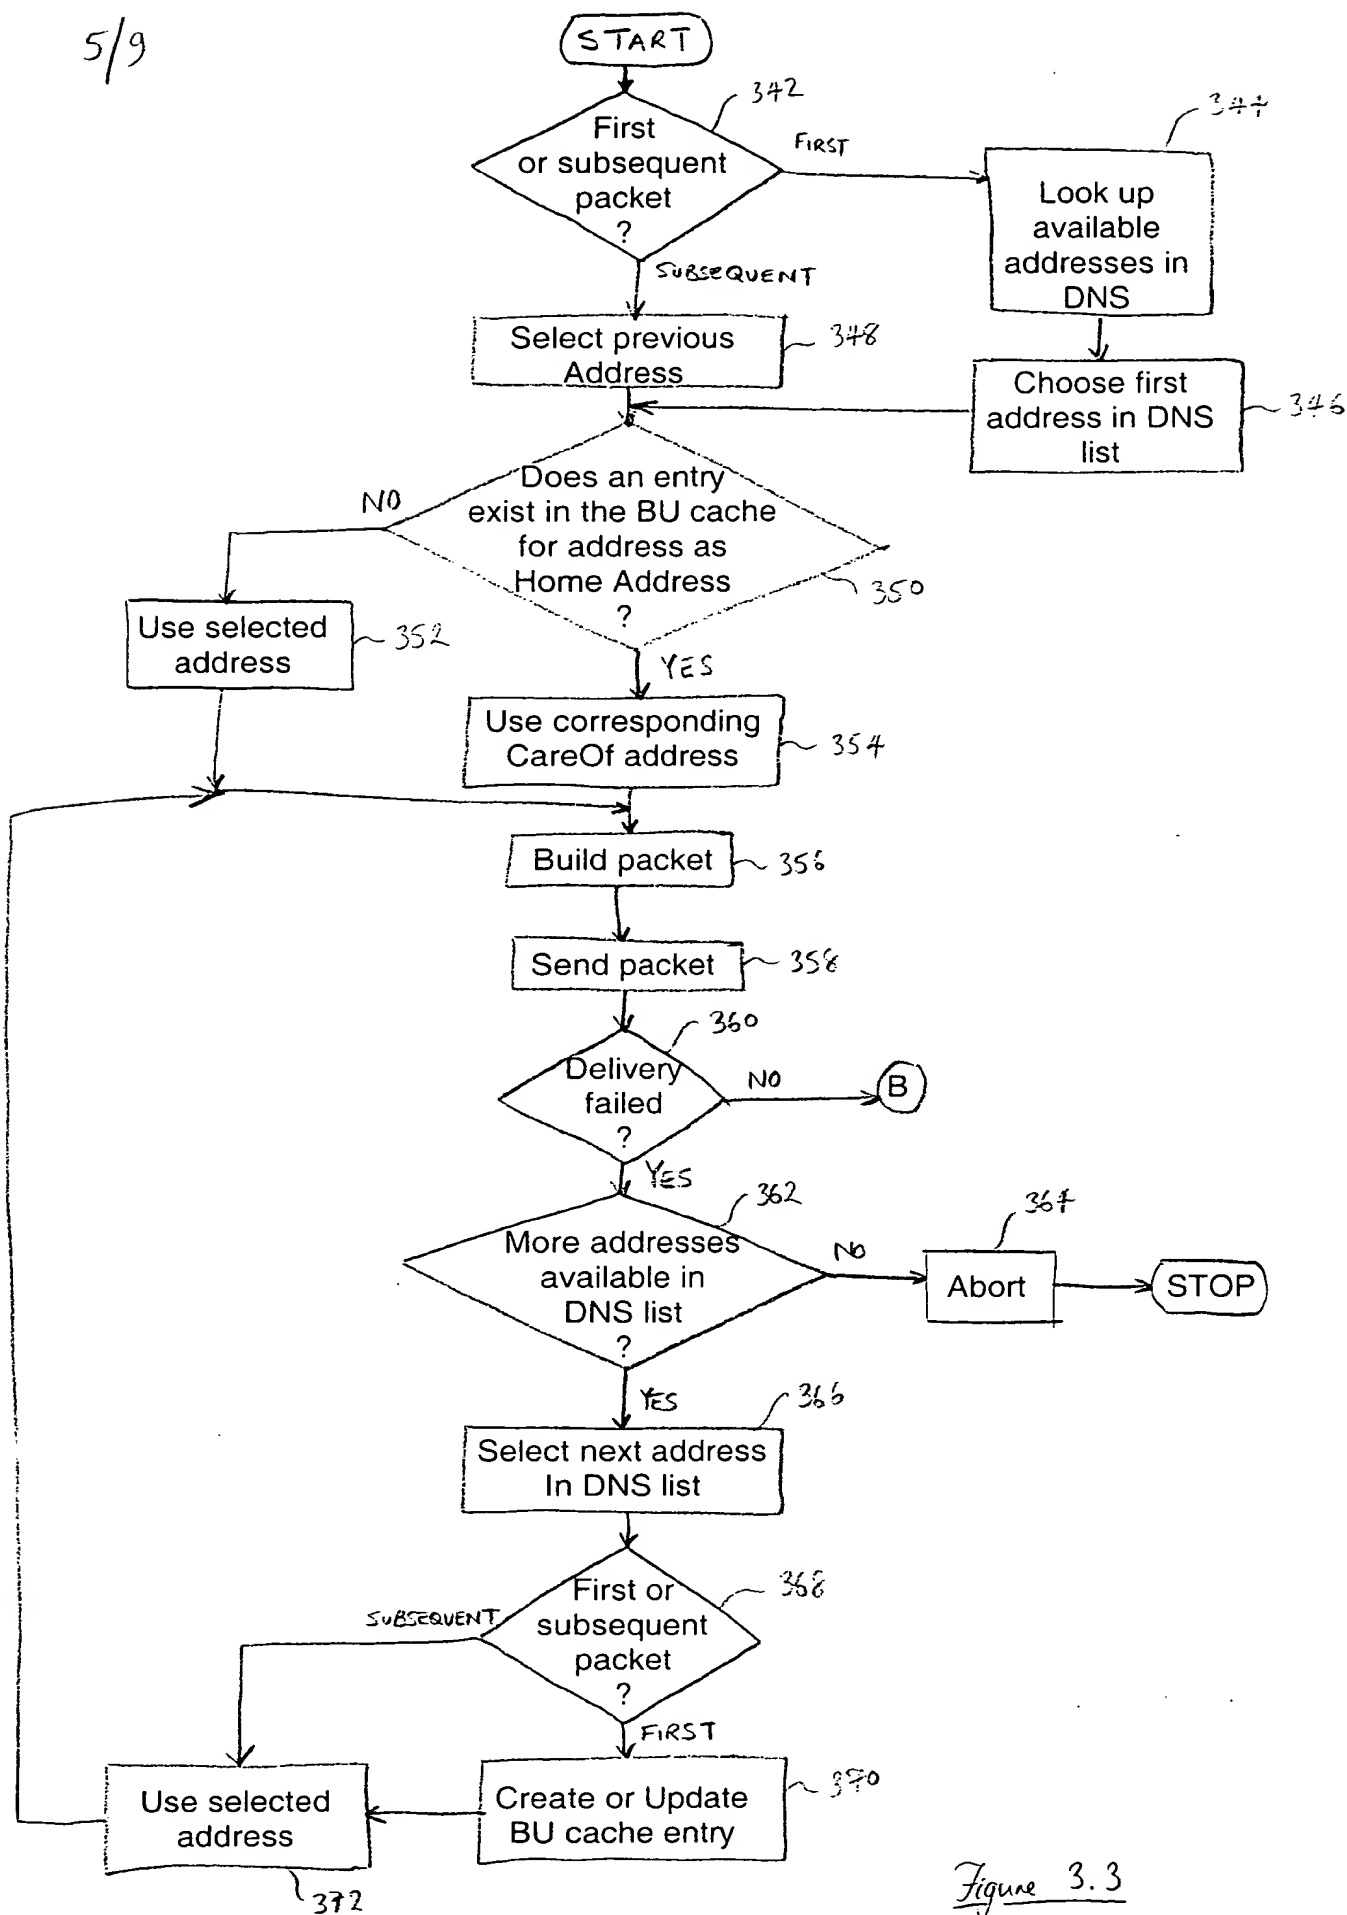 5/9
START
342
First
or subsequent
packet
?
FIRST
344
Look up
available
addresses in
DNS
SUBSEQUENT
Select previous
Address
348
Choose first
address in DNS
list
346
Does an entry
exist in the BU cache
for address as
Home Address
?
NO
350
Use selected
address
352
YES
Use corresponding
CareOf address
354
Build packet
356
Send packet
358
360
Delivery
failed
?
NO
B
YES
362
More addresses
available in
DNS list
?
NO
364
Abort
STOP
YES
366
Select next address
In DNS list
368
First or
subsequent
packet
?
SUBSEQUENT
FIRST
370
Create or Update
BU cache entry
Use selected
address
372
Figure 3.3